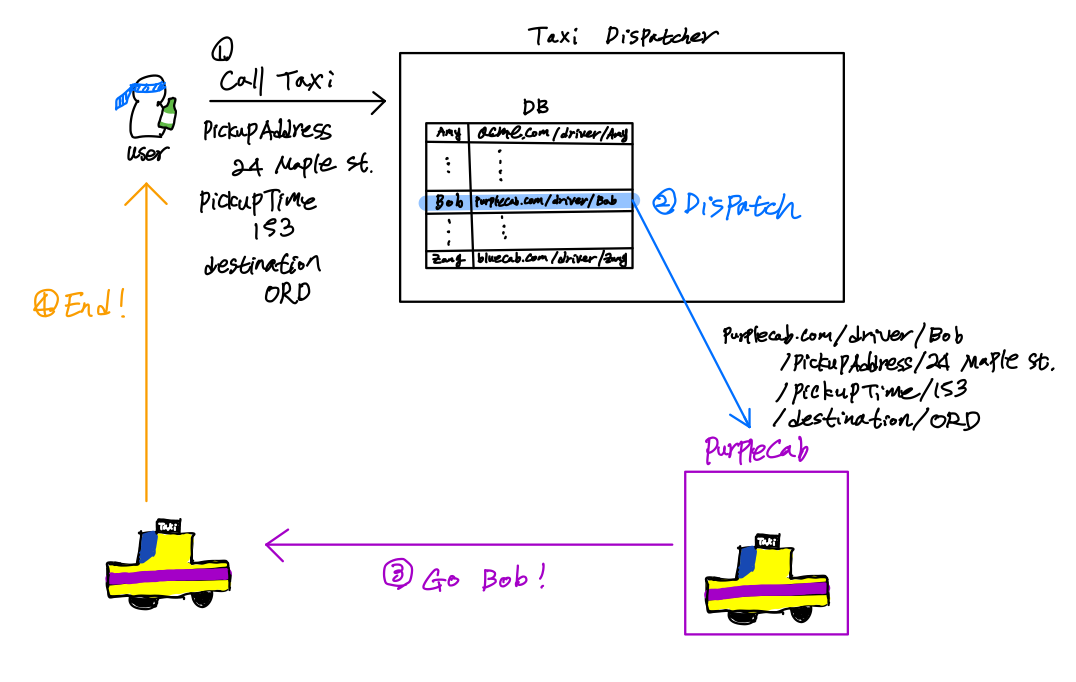 Taxi Dispatcher
①
Call Taxi
PickupAddress
24 Maple st.
PickupTime
153
destination
ORD
user
DB
Any acme.com/driver/Any
Bob Purplecab.com/driver/Bob
Zang bluecab.com/driver/Zang
② Dispatch
Purplecab.com/driver/Bob
/PickupAddress/24 Maple st.
/PickupTime/153
/destination/ORD
PurpleCab
TAXI
③ Go Bob!
TAXI
④ End!